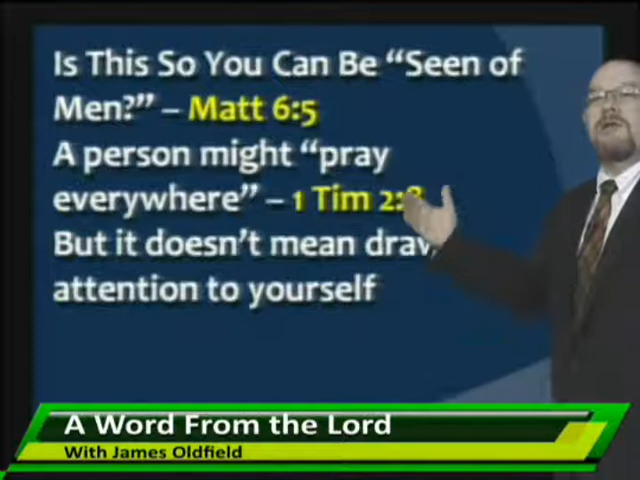 Is This So You Can Be “Seen of
Men?” – Matt 6:5
A person might “pray
everywhere” – 1 Tim 2:8
But it doesn't mean
attention to yourself
A Word From the Lord
With James Oldfield